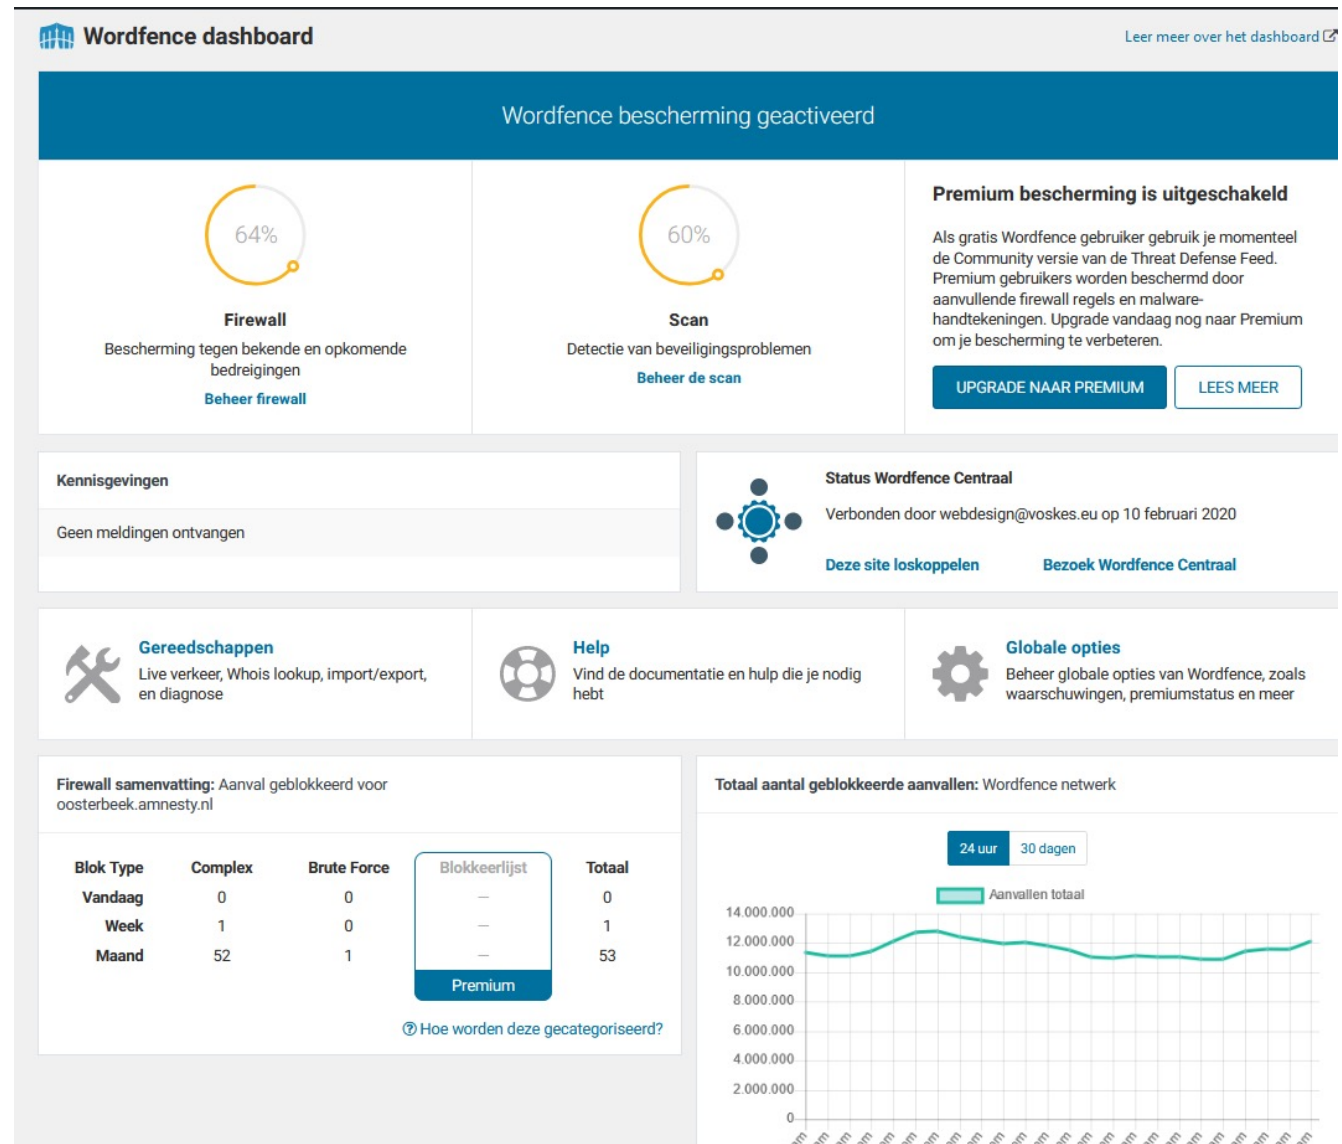 Wordfence dashboard
Leer meer over het dashboard
Wordfence bescherming geactiveerd
64%
Firewall
Bescherming tegen bekende en opkomende
bedreigingen
Beheer firewall
60%
Scan
Detectie van beveiligingsproblemen
Beheer de scan
Premium bescherming is uitgeschakeld
Als gratis Wordfence gebruiker gebruik je momenteel
de Community versie van de Threat Defense Feed.
Premium gebruikers worden beschermd door
aanvullende firewall regels en malware-
handtekeningen. Upgrade vandaag nog naar Premium
om je bescherming te verbeteren.
UPGRADE NAAR PREMIUM
LEES MEER
Kennisgevingen
Geen meldingen ontvangen
Status Wordfence Centraal
Verbonden door webdesign@voskes.eu op 10 februari 2020
Deze site loskoppelen
Bezoek Wordfence Centraal
Gereedschappen
Live verkeer, Whois lookup, import/export,
en diagnose
Help
Vind de documentatie en hulp die je nodig
hebt
Globale opties
Beheer globale opties van Wordfence, zoals
waarschuwingen, premiumstatus en meer
Firewall samenvatting: Aanval geblokkeerd voor
oosterbeek.amnesty.nl
Blok Type Complex Brute Force Blokkeerlijst Totaal
Vandaag 0 0 – 0
Week 1 0 – 1
Maand 52 1 – 53
Premium
Hoe worden deze gecategoriseerd?
Totaal aantal geblokkeerde aanvallen: Wordfence netwerk
24 uur
30 dagen
Aanvallen totaal
14.000.000
12.000.000
10.000.000
8.000.000
6.000.000
4.000.000
2.000.000
0